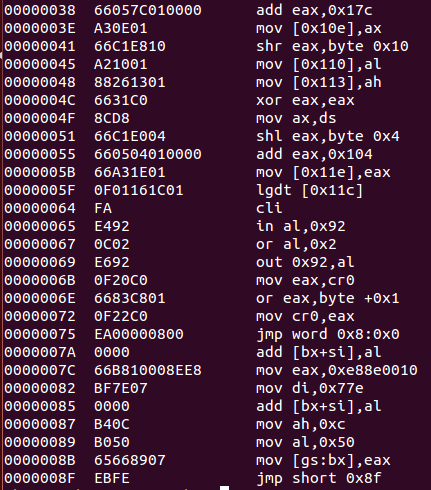 00000038 66057C010000 add eax,0x17c
0000003E A30E01 mov [0x10e],ax
00000041 66C1E810 shr eax,byte 0x10
00000045 A21001 mov [0x110],al
00000048 88261301 mov [0x113],ah
0000004C 6631C0 xor eax,eax
0000004F 8CD8 mov ax,ds
00000051 66C1E004 shl eax,byte 0x4
00000055 660504010000 add eax,0x104
0000005B 66A31E01 mov [0x11e],eax
0000005F 0F01161C01 lgdt [0x11c]
00000064 FA cli
00000065 E492 in al,0x92
00000067 0C02 or al,0x2
00000069 E692 out 0x92,al
0000006B 0F20C0 mov eax,cr0
0000006E 6683C801 or eax,byte +0x1
00000072 0F22C0 mov cr0,eax
00000075 EA00000800 jmp word 0x8:0x0
0000007A 0000 add [bx+si],al
0000007C 66B810008EE8 mov eax,0xe88e0010
00000082 BF7E07 mov di,0x77e
00000085 0000 add [bx+si],al
00000087 B40C mov ah,0xc
00000089 B050 mov al,0x50
0000008B 65668907 mov [gs:bx],eax
0000008F EBFE jmp short 0x8f